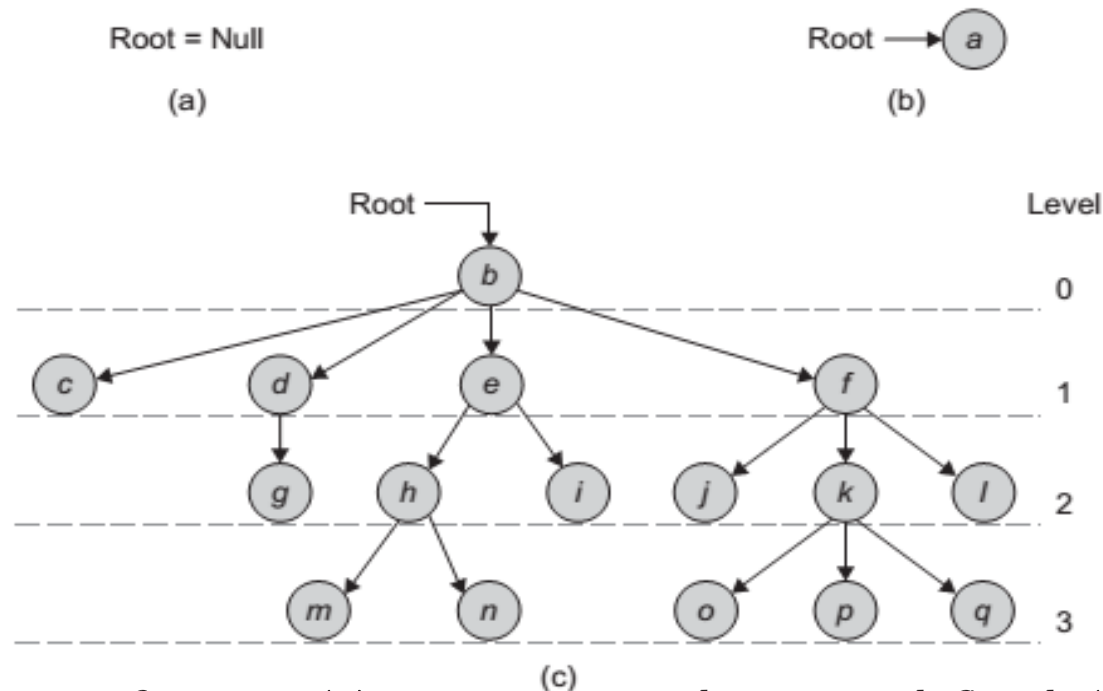 Root = Null
Root a
(a)
(b)
Root
Level
b
0
c d e f
1
g h i j k l
2
m n o p q
3
(c)